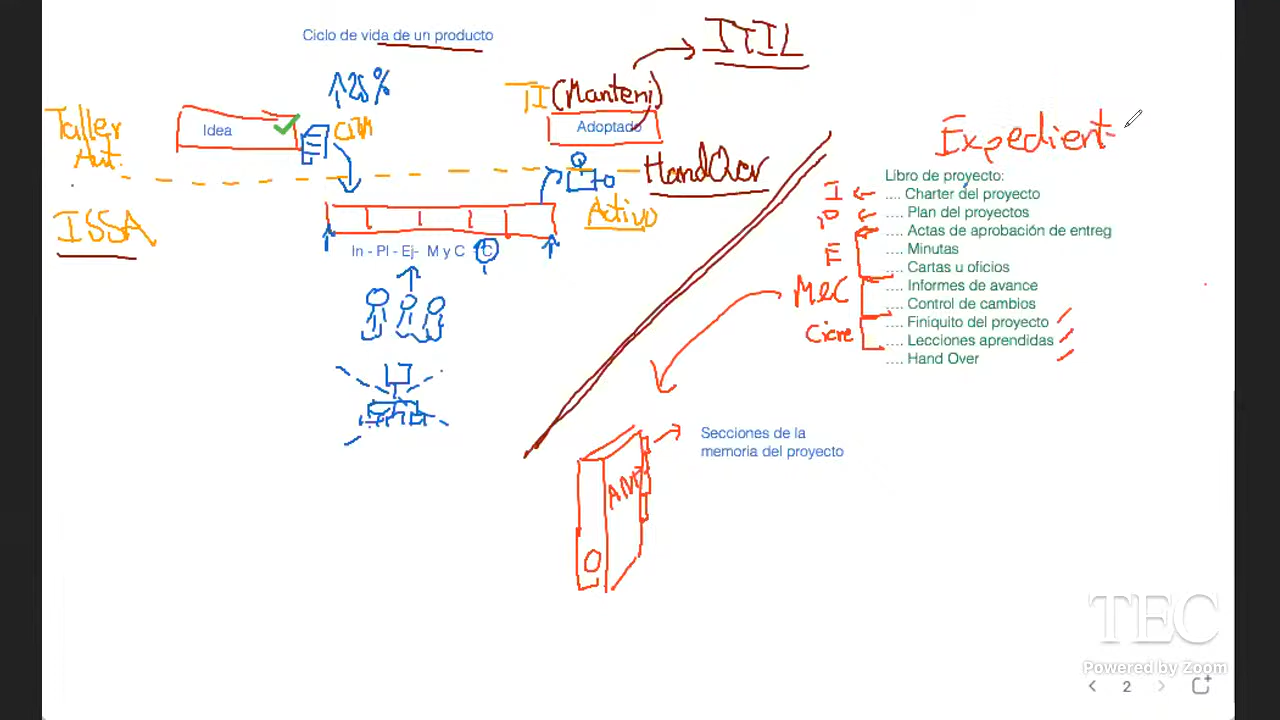 Ciclo de vida de un producto
ITIL
↑25%
TI (Manteni)
Taller
Aut.
Idea
Adoptado
HandOver
ISSA
Activo
In - Pl - Ej- M y C - C
Expedient
Libro de proyecto:
I .... Charter del proyecto
P .... Plan del proyectos
.... Actas de aprobación de entreg
E .... Minutas
.... Cartas u oficios
MRC .... Informes de avance
.... Control de cambios
.... Finiquito del proyecto
Cierre .... Lecciones aprendidas
.... Hand Over
Secciones de la
memoria del proyecto
TEC
Powered by Zoom
2